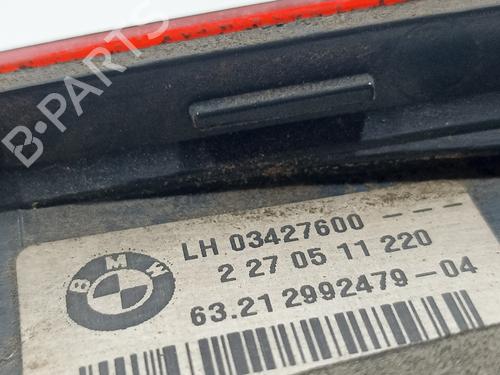 B-PARTS
LH 03427600 ---
BMW
2 27 05 11 220
63.21 2992479-04